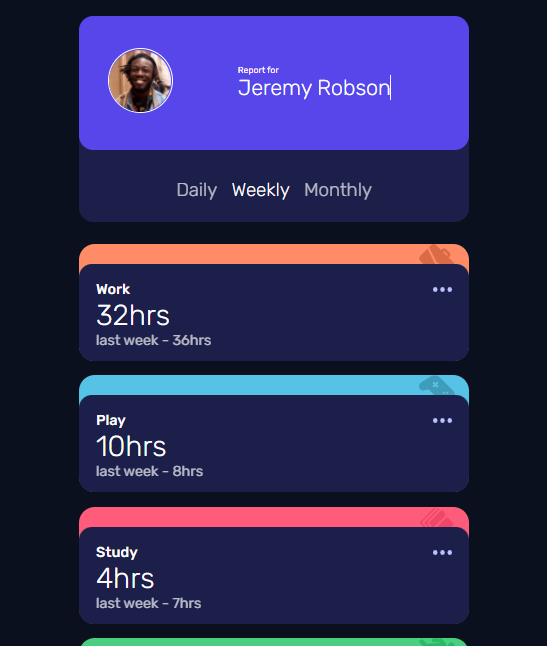 Report for
Jeremy Robson
Daily Weekly Monthly
Work
32hrs
last week - 36hrs
Play
10hrs
last week - 8hrs
Study
4hrs
last week - 7hrs